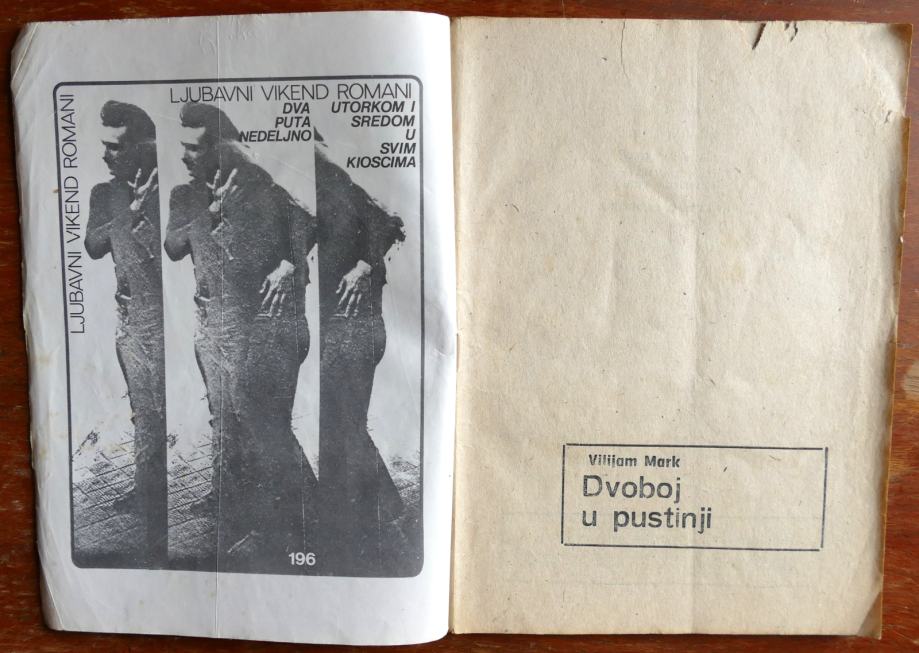 LJUBAVNI VIKEND ROMANI
LJUBAVNI VIKEND ROMANI
DVA
PUTA
NEDELJNO
UTORKOM I
SREDOM
U
SVIM
KIOSCIMA
196
Vilijam Mark
Dvoboj
u pustinji